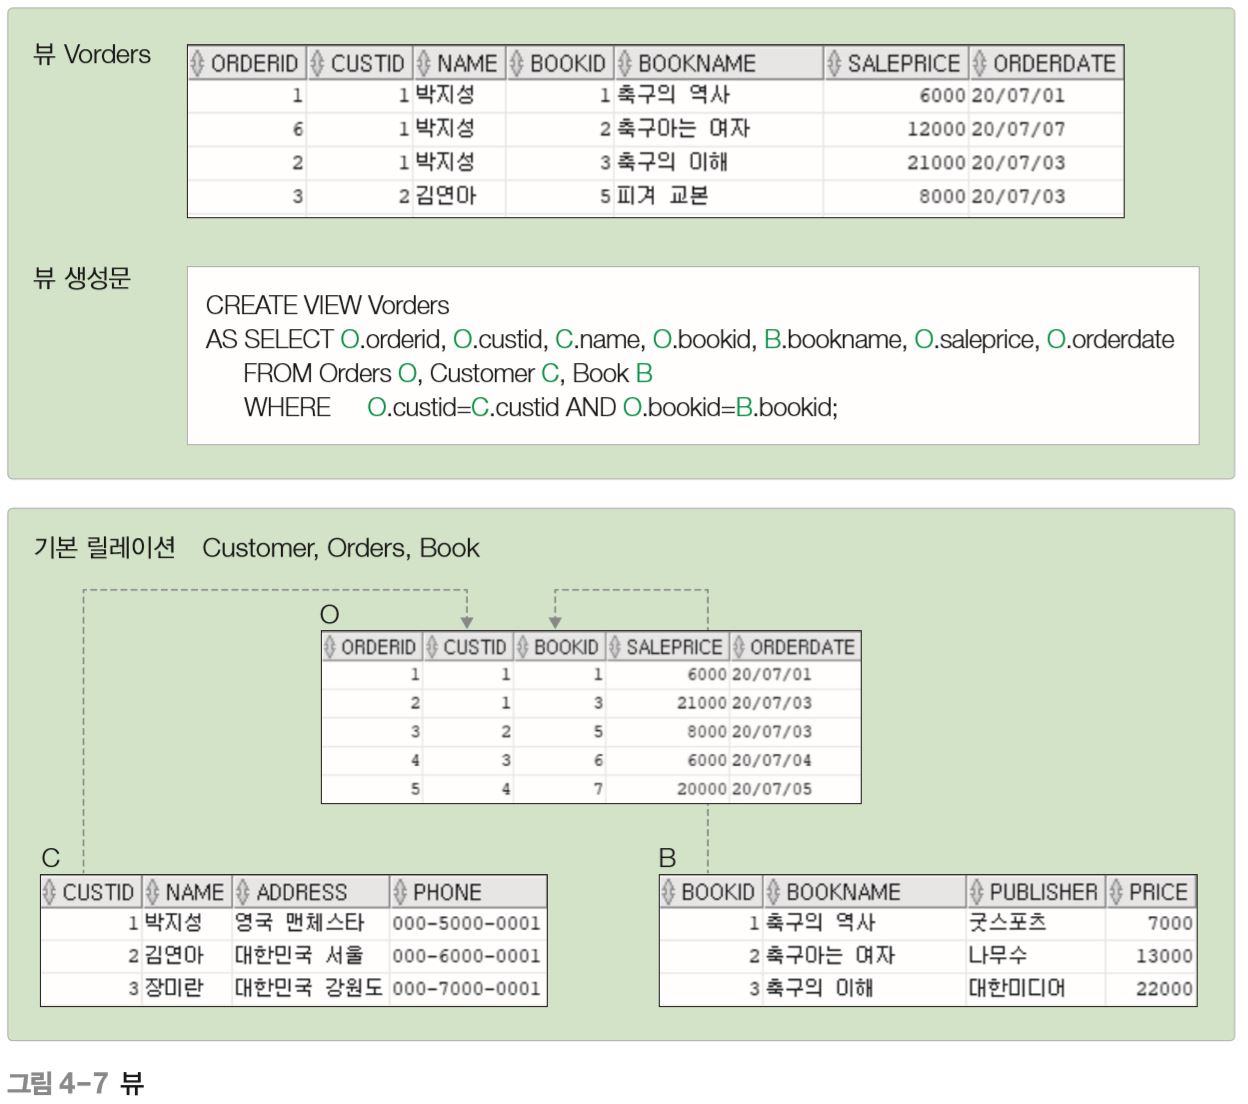 뷰 Vorders
ORDERID CUSTID NAME BOOKID BOOKNAME SALEPRICE ORDERDATE
1 1 박지성 1 축구의 역사 6000 20/07/01
6 1 박지성 2 축구아는 여자 12000 20/07/07
2 1 박지성 3 축구의 이해 21000 20/07/03
3 2 김연아 5 피겨 교본 8000 20/07/03
뷰 생성문
CREATE VIEW Vorders
AS SELECT O.orderid, O.custid, C.name, O.bookid, B.bookname, O.saleprice, O.orderdate
FROM Orders O, Customer C, Book B
WHERE O.custid=C.custid AND O.bookid=B.bookid;
기본 릴레이션 Customer, Orders, Book
O
ORDERID CUSTID BOOKID SALEPRICE ORDERDATE
1 1 1 6000 20/07/01
2 1 3 21000 20/07/03
3 2 5 8000 20/07/03
4 3 6 6000 20/07/04
5 4 7 20000 20/07/05
C
CUSTID NAME ADDRESS PHONE
1 박지성 영국 맨체스타 000-5000-0001
2 김연아 대한민국 서울 000-6000-0001
3 장미란 대한민국 강원도 000-7000-0001
B
BOOKID BOOKNAME PUBLISHER PRICE
1 축구의 역사 굿스포츠 7000
2 축구아는 여자 나무수 13000
3 축구의 이해 대한미디어 22000
그림 4-7 뷰